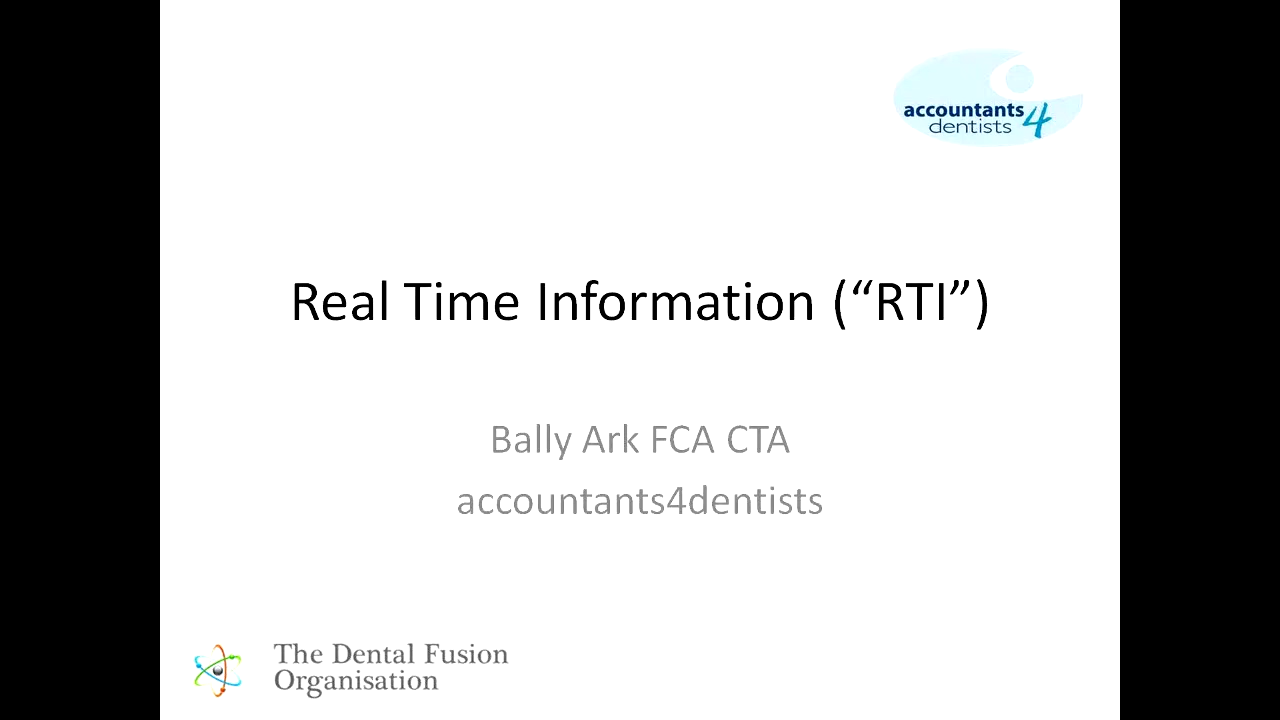 accountants
dentists 4
Real Time Information (“RTI”)
Bally Ark FCA CTA
accountants4dentists
The Dental Fusion
Organisation